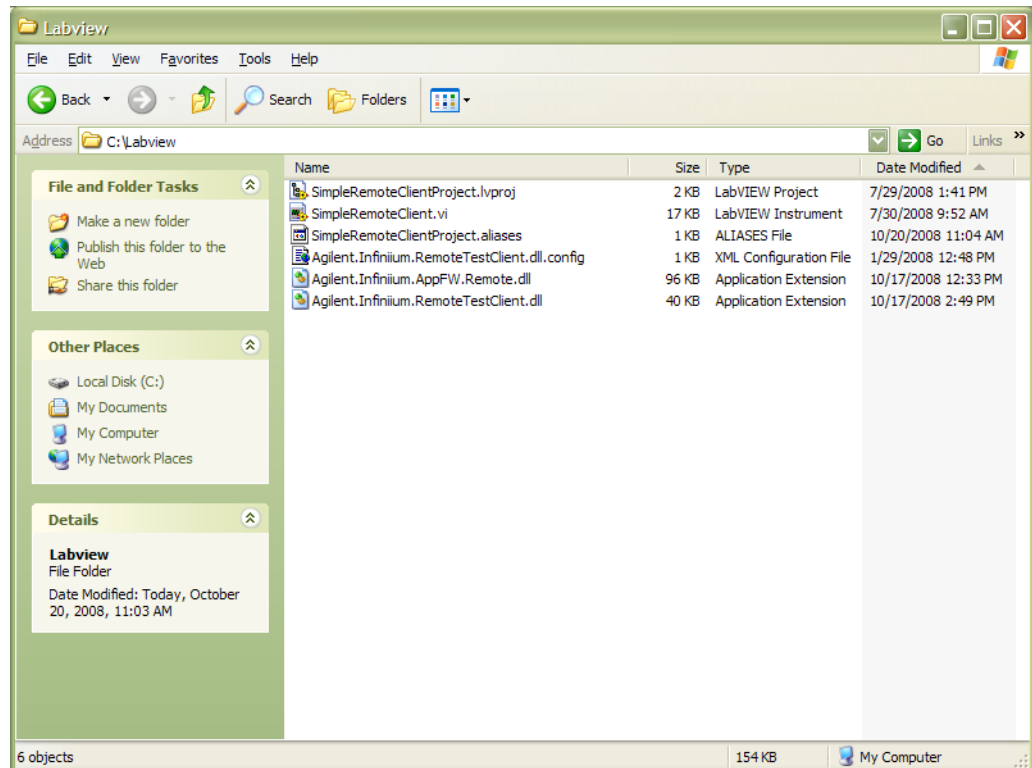 Labview
File Edit View Favorites Tools Help
Back Search Folders
Address C:\Labview Go Links »
File and Folder Tasks
Make a new folder
Publish this folder to the
Web
Share this folder
Other Places
Local Disk (C:)
My Documents
My Computer
My Network Places
Details
Labview
File Folder
Date Modified: Today, October
20, 2008, 11:03 AM
Name Size Type Date Modified
SimpleRemoteClientProject.lvproj 2 KB LabVIEW Project 7/29/2008 1:41 PM
SimpleRemoteClient.vi 17 KB LabVIEW Instrument 7/30/2008 9:52 AM
SimpleRemoteClientProject.aliases 1 KB ALIASES File 10/20/2008 11:04 AM
Agilent.Infiniium.RemoteTestClient.dll.config 1 KB XML Configuration File 1/29/2008 12:48 PM
Agilent.Infiniium.AppFW.Remote.dll 96 KB Application Extension 10/17/2008 12:33 PM
Agilent.Infiniium.RemoteTestClient.dll 40 KB Application Extension 10/17/2008 2:49 PM
6 objects 154 KB My Computer